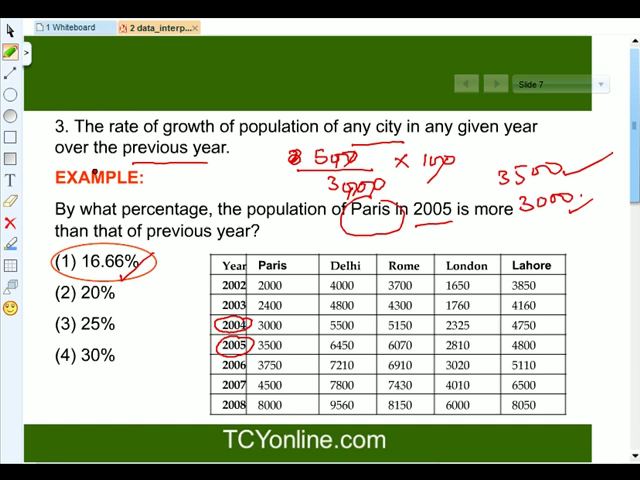 1 Whiteboard
2 data_interp...
Slide 7
3. The rate of growth of population of any city in any given year
over the previous year.
500 × 100
3000
3500
3000
EXAMPLE:
By what percentage, the population of Paris in 2005 is more
than that of previous year?
(1) 16.66%
(2) 20%
(3) 25%
(4) 30%
Year Paris Delhi Rome London Lahore
2002 2000 4000 3700 1650 3850
2003 2400 4800 4300 1760 4160
2004 3000 5500 5150 2325 4750
2005 3500 6450 6070 2810 4800
2006 3750 7210 6910 3020 5110
2007 4500 7800 7430 4010 6500
2008 8000 9560 8150 6000 8050
TCYonline.com
T